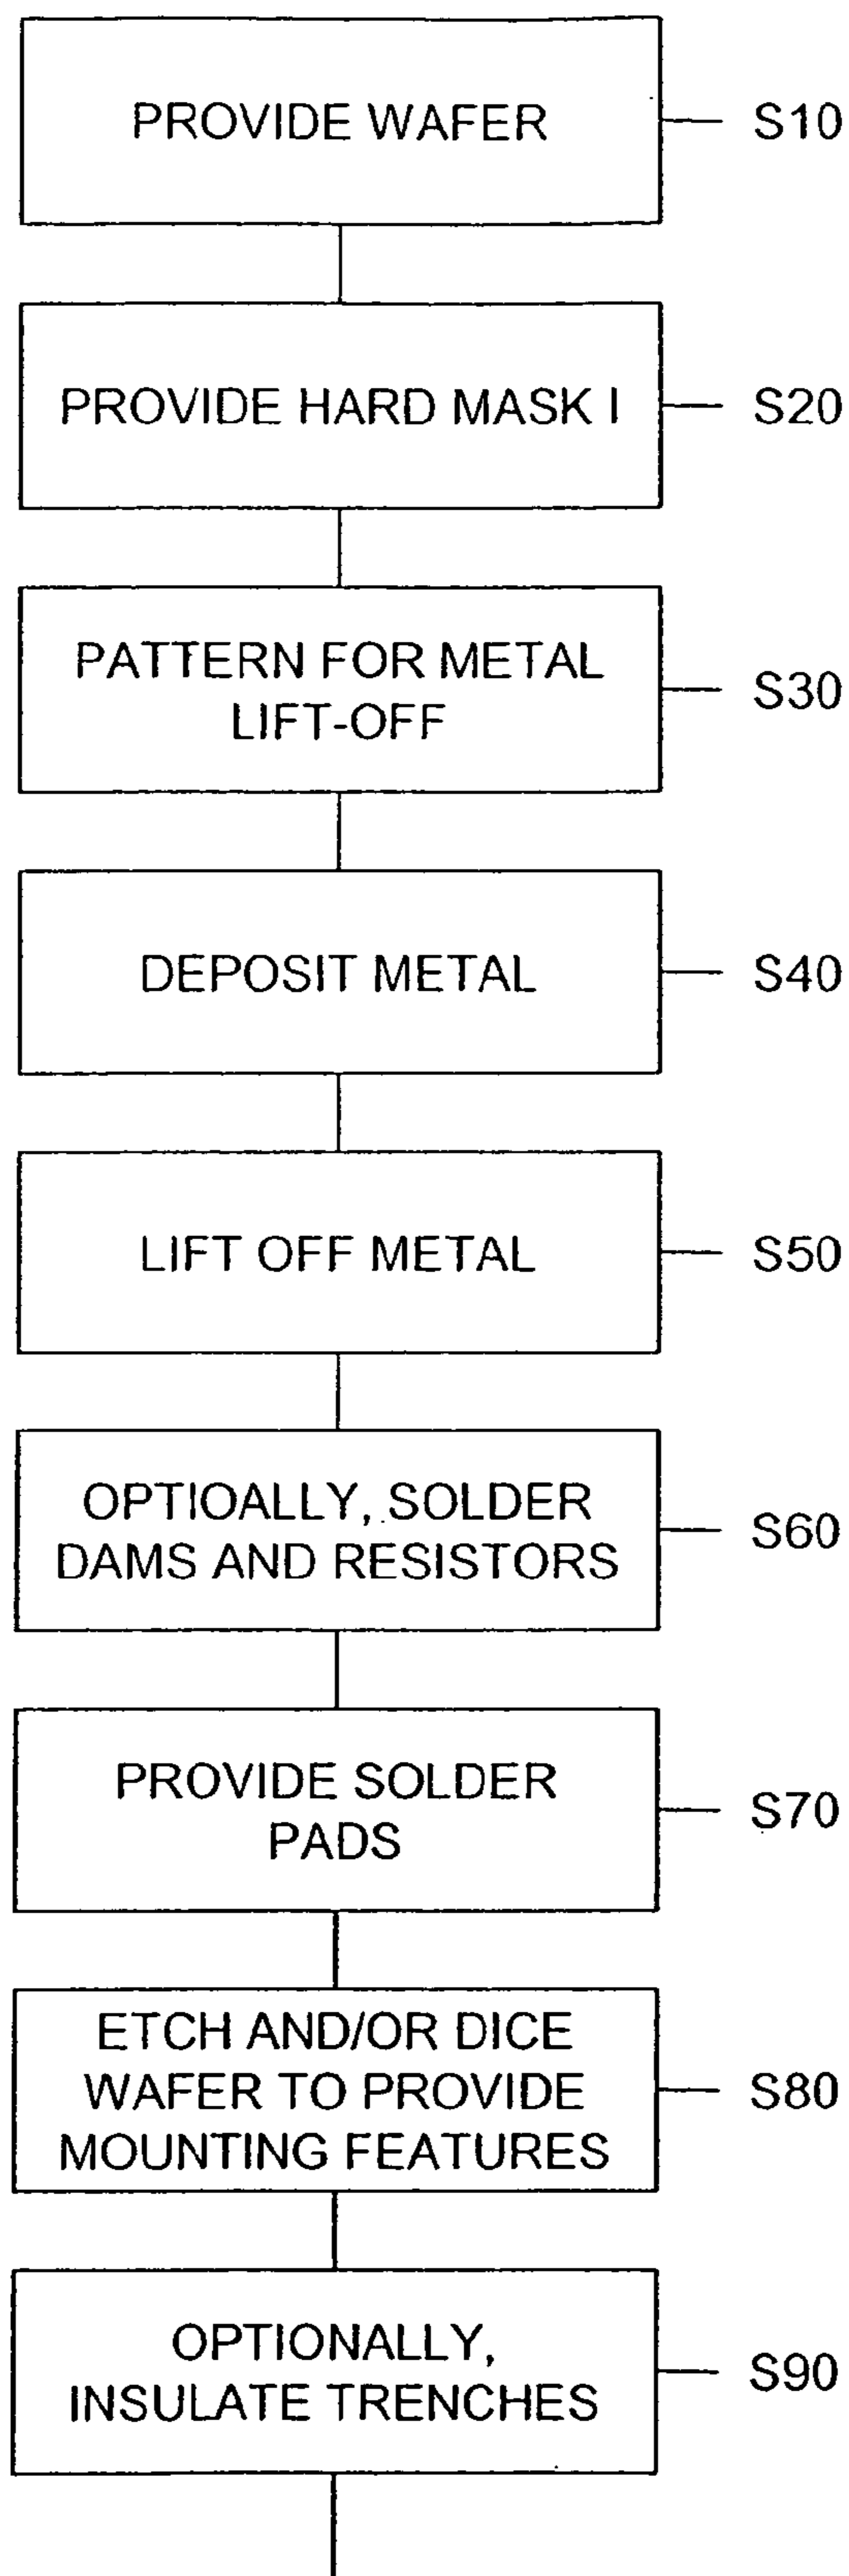 PROVIDE WAFER
S10
PROVIDE HARD MASK I
S20
PATTERN FOR METAL
LIFT-OFF
S30
DEPOSIT METAL
S40
LIFT OFF METAL
S50
OPTIOALLY, SOLDER
DAMS AND RESISTORS
S60
PROVIDE SOLDER
PADS
S70
ETCH AND/OR DICE
WAFER TO PROVIDE
MOUNTING FEATURES
S80
OPTIONALLY,
INSULATE TRENCHES
S90